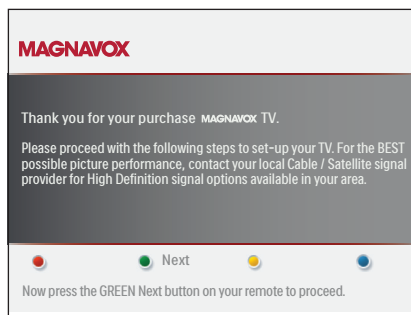 MAGNAVOX
Thank you for your purchase MAGNAVOX TV.
Please proceed with the following steps to set-up your TV. For the BEST
possible picture performance, contact your local Cable / Satellite signal
provider for High Definition signal options available in your area.
Next
Now press the GREEN Next button on your remote to proceed.